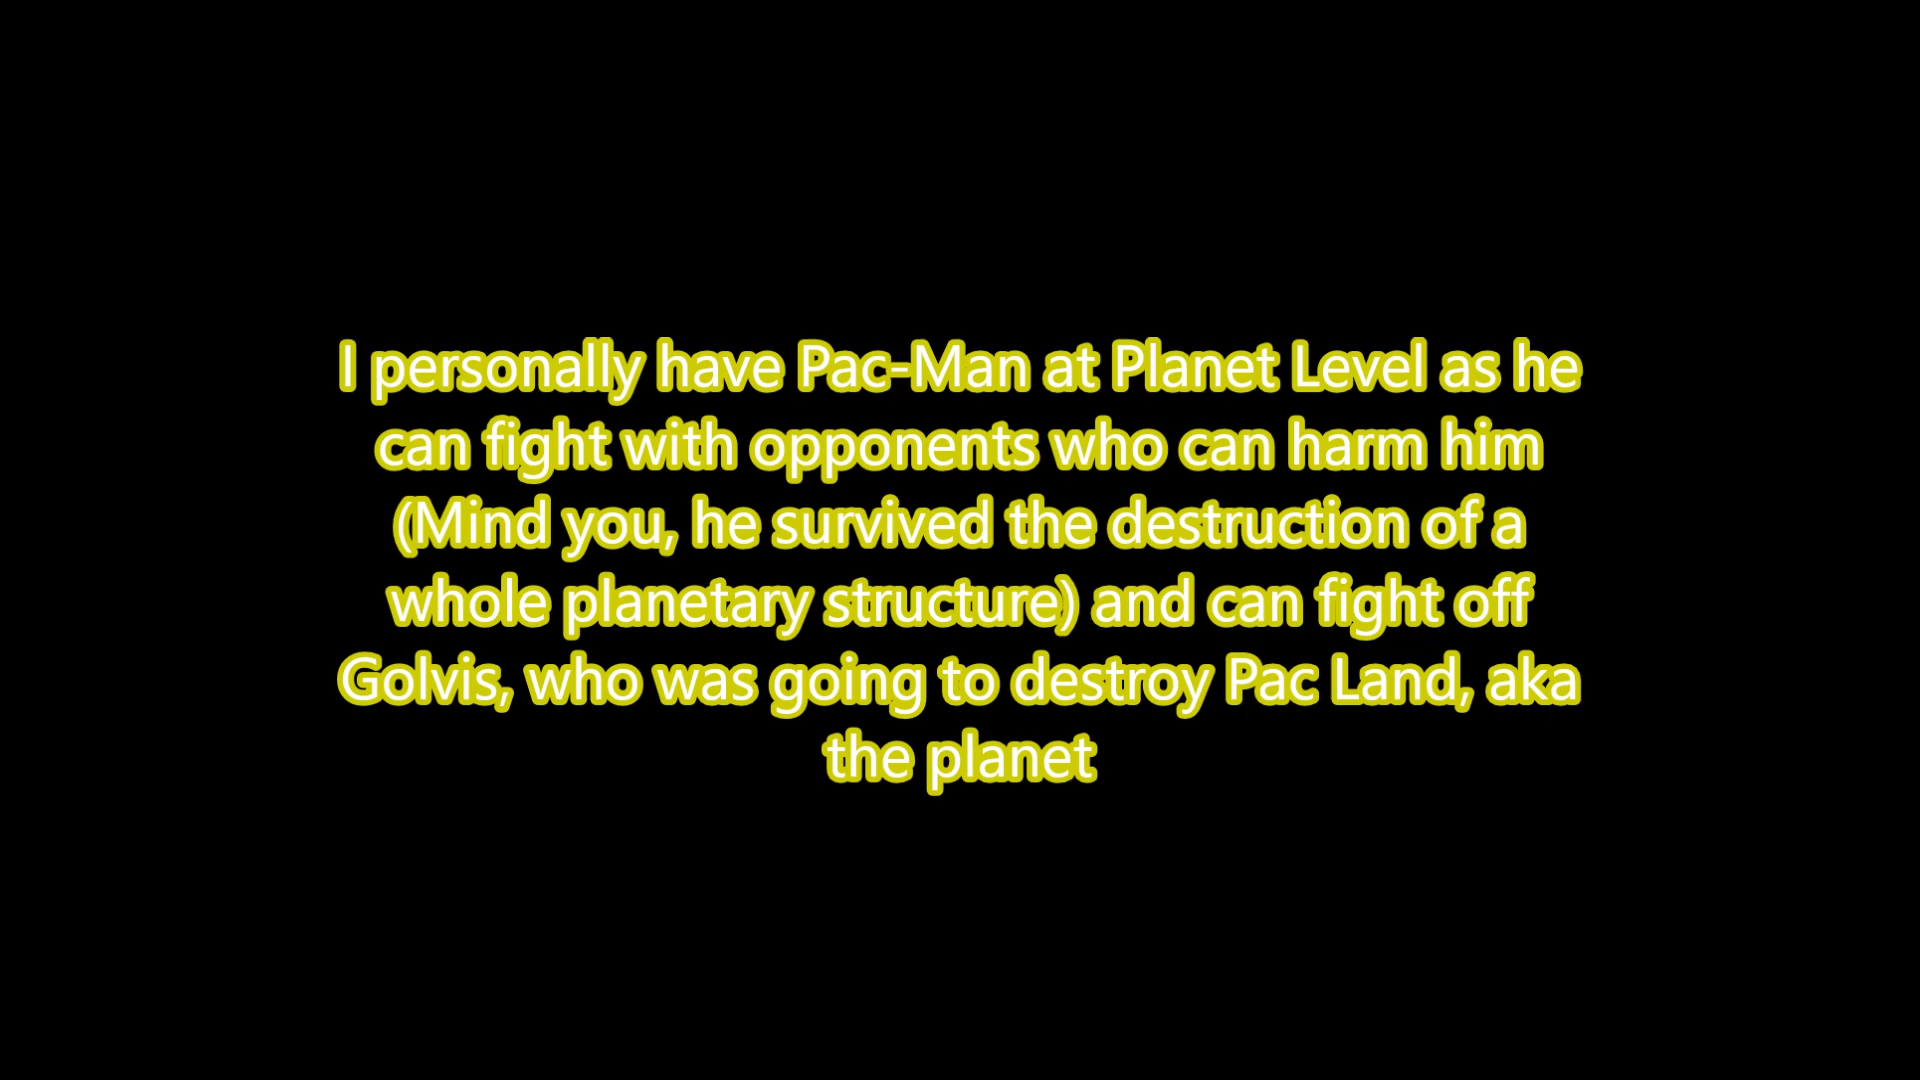 I personally have Pac-Man at Planet Level as he
can fight with opponents who can harm him
(Mind you, he survived the destruction of a
whole planetary structure) and can fight off
Golvis, who was going to destroy Pac Land, aka
the planet